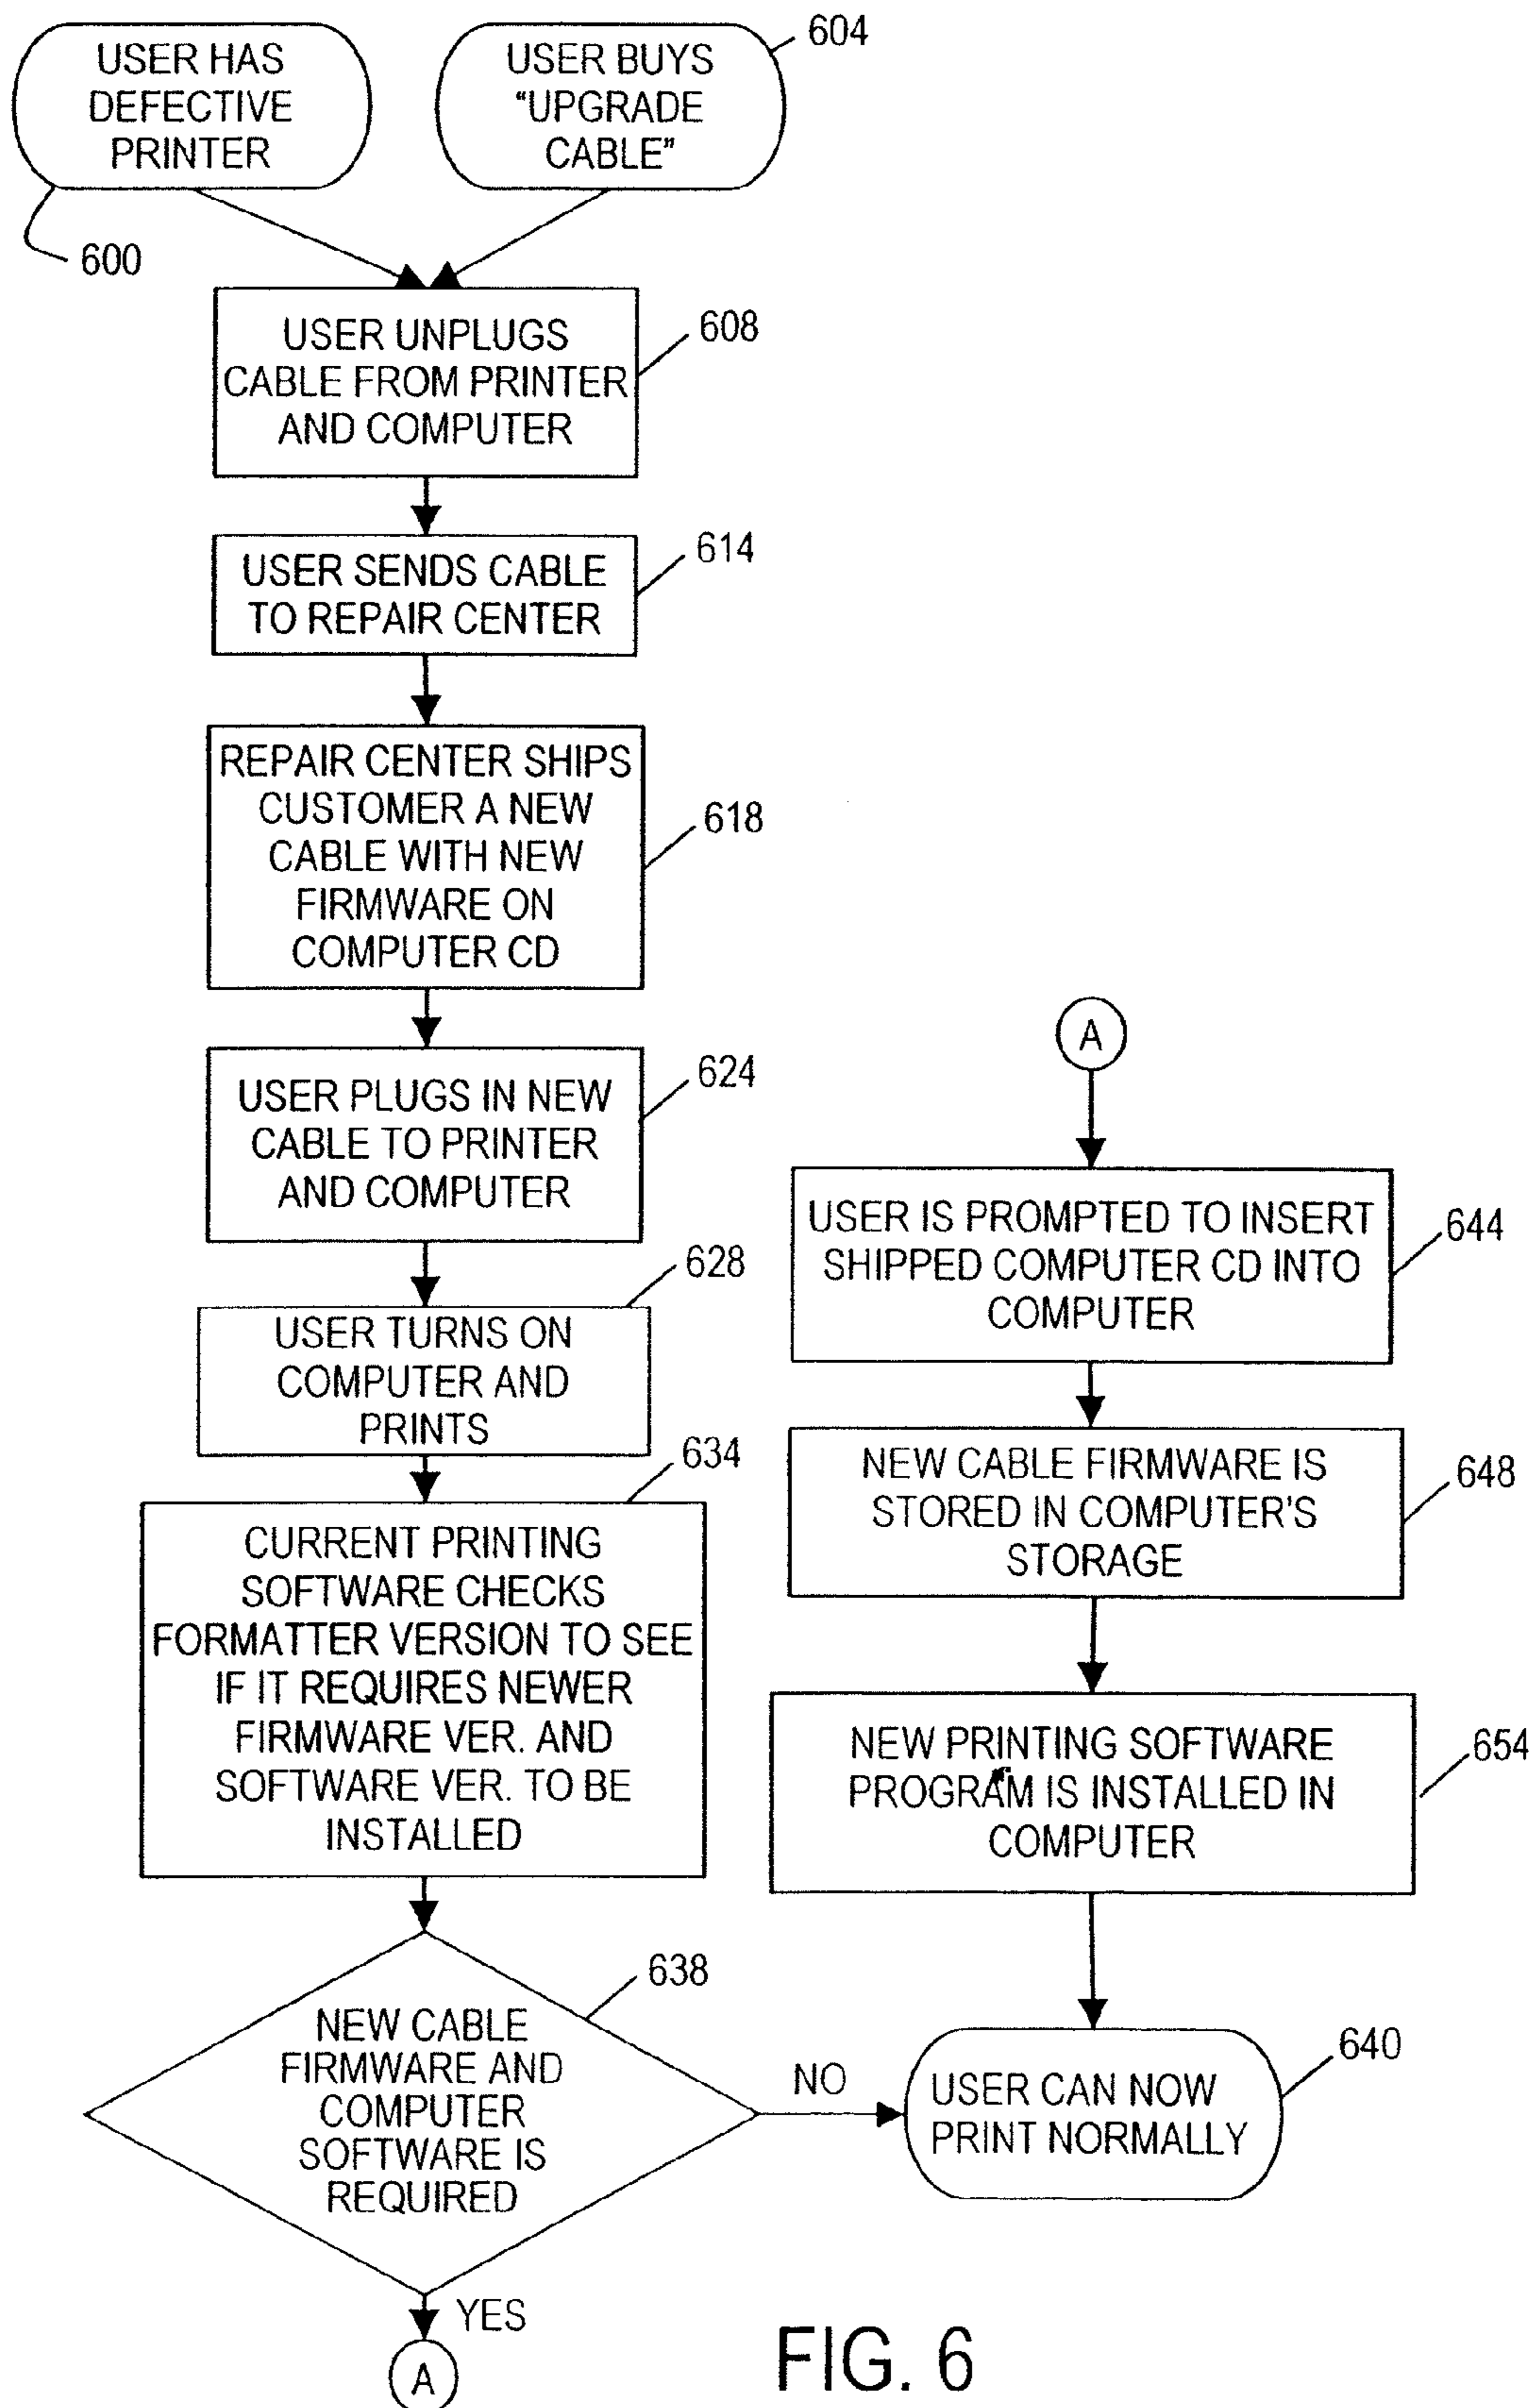 USER HAS
DEFECTIVE
PRINTER
600
USER BUYS
“UPGRADE
CABLE”
604
USER UNPLUGS
CABLE FROM PRINTER
AND COMPUTER
608
USER SENDS CABLE
TO REPAIR CENTER
614
REPAIR CENTER SHIPS
CUSTOMER A NEW
CABLE WITH NEW
FIRMWARE ON
COMPUTER CD
618
USER PLUGS IN NEW
CABLE TO PRINTER
AND COMPUTER
624
USER TURNS ON
COMPUTER AND
PRINTS
628
CURRENT PRINTING
SOFTWARE CHECKS
FORMATTER VERSION TO SEE
IF IT REQUIRES NEWER
FIRMWARE VER. AND
SOFTWARE VER. TO BE
INSTALLED
634
NEW CABLE
FIRMWARE AND
COMPUTER
SOFTWARE IS
REQUIRED
638
NO
YES
A
A
USER IS PROMPTED TO INSERT
SHIPPED COMPUTER CD INTO
COMPUTER
644
NEW CABLE FIRMWARE IS
STORED IN COMPUTER'S
STORAGE
648
NEW PRINTING SOFTWARE
PROGRAM IS INSTALLED IN
COMPUTER
654
USER CAN NOW
PRINT NORMALLY
640
FIG. 6